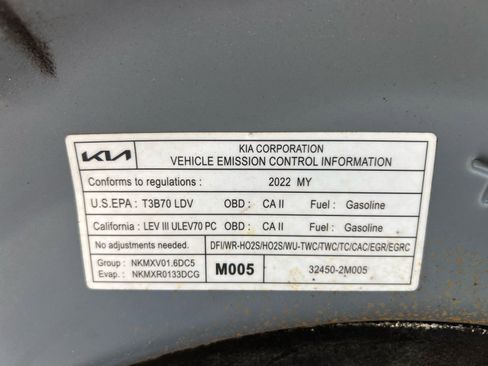 KIA
KIA CORPORATION
VEHICLE EMISSION CONTROL INFORMATION
Conforms to regulations : 2022 MY
U.S.EPA : T3B70 LDV OBD : CA II Fuel : Gasoline
California : LEV III ULEV70 PC OBD : CA II Fuel : Gasoline
No adjustments needed. DFI/WR-HO2S/HO2S/WU-TWC/TWC/TC/CAC/EGR/EGRC
Group : NKMXV01.6DC5
Evap. : NKMXR0133DCG
M005
32450-2M005